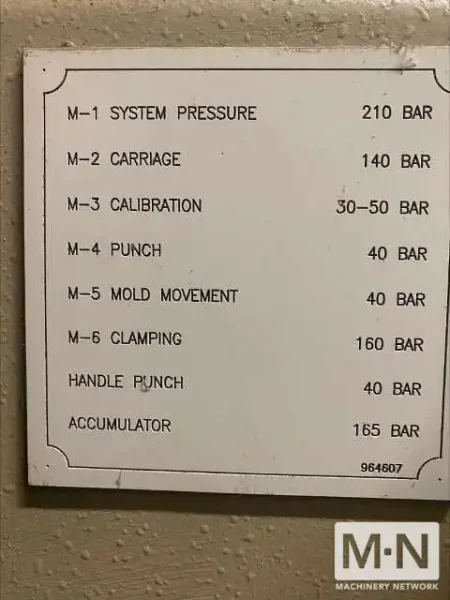 M-1 SYSTEM PRESSURE 210 BAR
M-2 CARRIAGE 140 BAR
M-3 CALIBRATION 30-50 BAR
M-4 PUNCH 40 BAR
M-5 MOLD MOVEMENT 40 BAR
M-6 CLAMPING 160 BAR
HANDLE PUNCH 40 BAR
ACCUMULATOR 165 BAR
964607
M·N
MACHINERY NETWORK